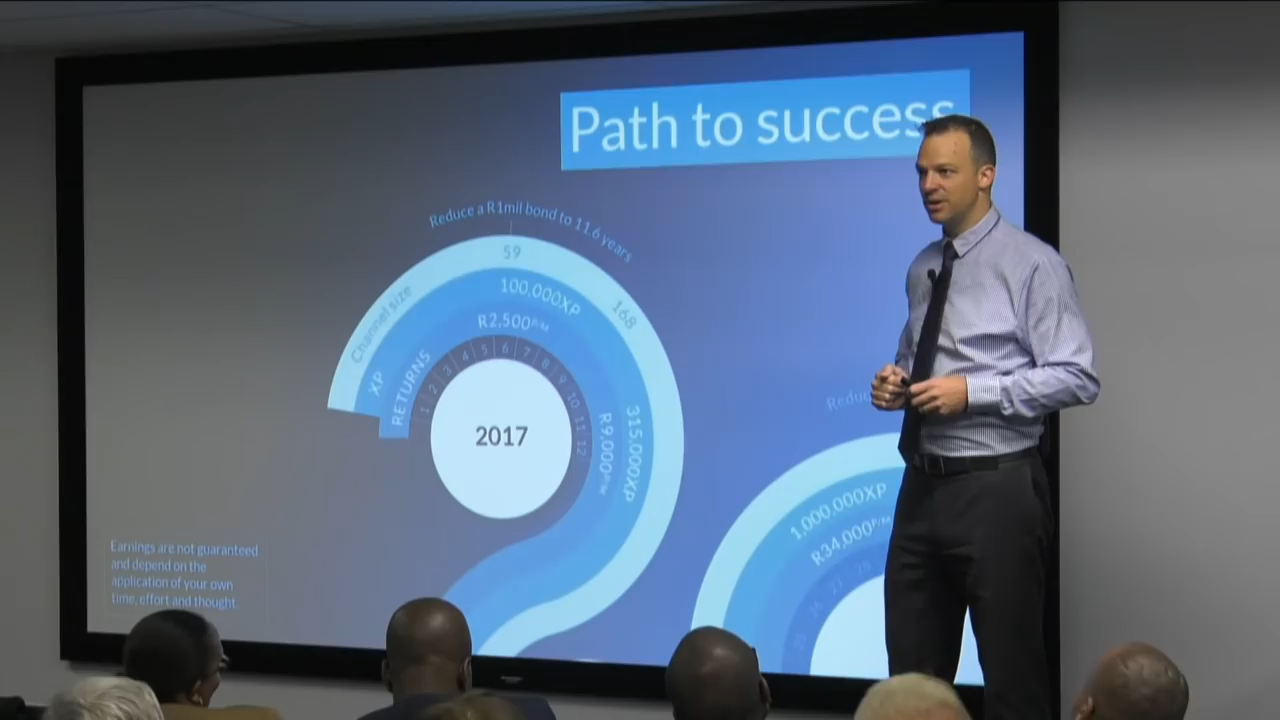 Path to success
Reduce a R1mil bond to 11.6 years
59
168
Channel size
100,000XP
XP
315,000XP
R2,500P/M
RETURNS
R9,000P/M
1 2 3 4 5 6 7 8 9 10 11 12
2017
Reduc
1,000,000XP
R34,000P/M
Earnings are not guaranteed
and depend on the
application of your own
time, effort and thought.